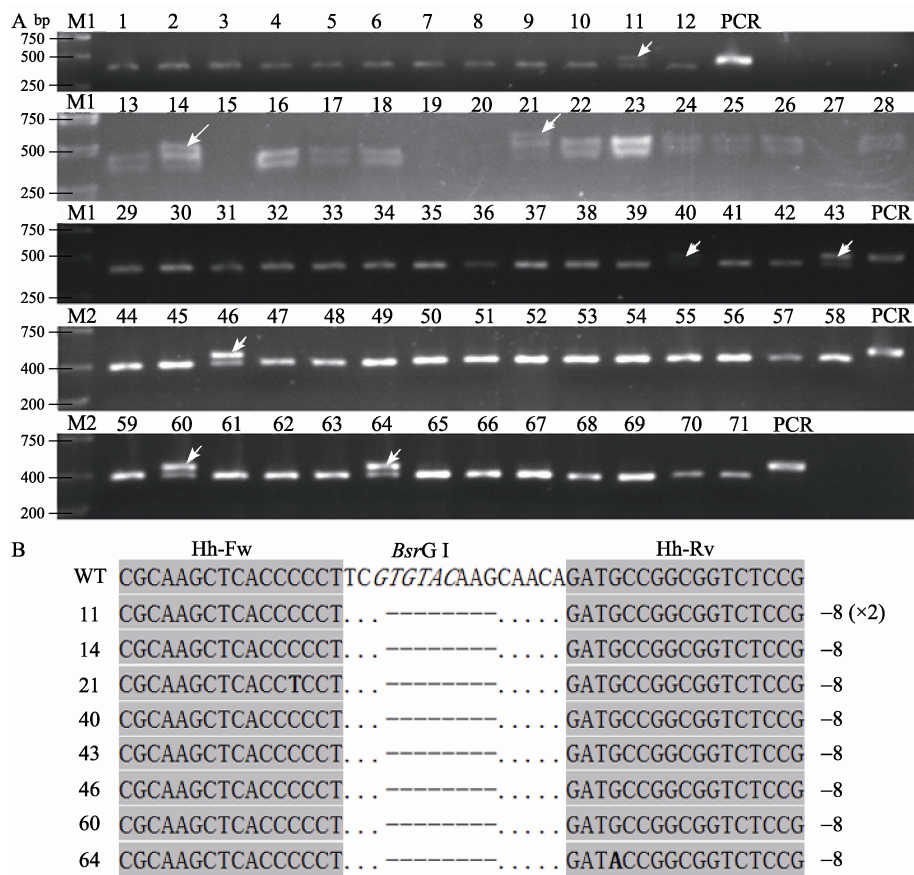 A bp M1 1 2 3 4 5 6 7 8 9 10 11 12 PCR
750
500
250
M1 13 14 15 16 17 18 19 20 21 22 23 24 25 26 27 28
750
500
250
M1 29 30 31 32 33 34 35 36 37 38 39 40 41 42 43 PCR
750
500
250
M2 44 45 46 47 48 49 50 51 52 53 54 55 56 57 58 PCR
750
400
200
M2 59 60 61 62 63 64 65 66 67 68 69 70 71 PCR
750
400
200
B Hh-Fw BsrG I Hh-Rv
WT CGCAAGCTCACCCCCTTCGTGTACAAGCAACAGATGCCGGCGGTCTCCG
11 CGCAAGCTCACCCCCT...--------.....GATGCCGGCGGTCTCCG −8 (×2)
14 CGCAAGCTCACCCCCT...--------.....GATGCCGGCGGTCTCCG −8
21 CGCAAGCTCACCTCCT...--------.....GATGCCGGCGGTCTCCG −8
40 CGCAAGCTCACCCCCT...--------.....GATGCCGGCGGTCTCCG −8
43 CGCAAGCTCACCCCCT...--------.....GATGCCGGCGGTCTCCG −8
46 CGCAAGCTCACCCCCT...--------.....GATGCCGGCGGTCTCCG −8
60 CGCAAGCTCACCCCCT...--------.....GATGCCGGCGGTCTCCG −8
64 CGCAAGCTCACCCCCT...--------.....GATACCGGCGGTCTCCG −8